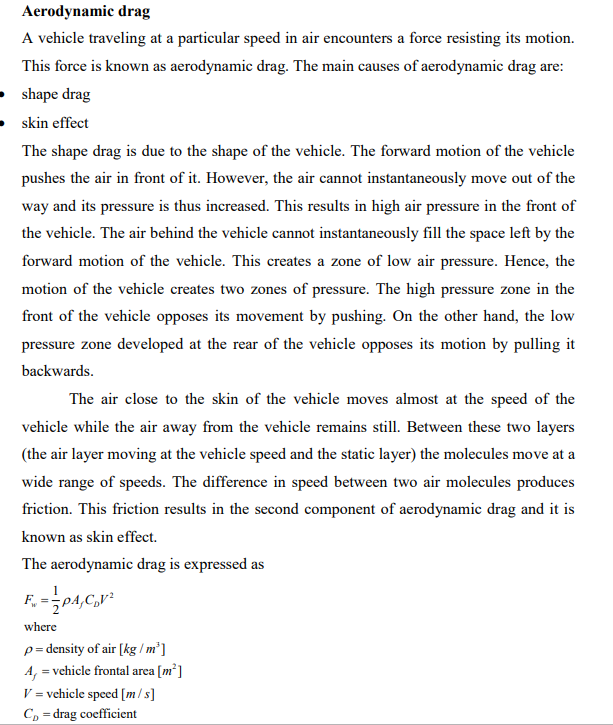 Aerodynamic drag
A vehicle traveling at a particular speed in air encounters a force resisting its motion.
This force is known as aerodynamic drag. The main causes of aerodynamic drag are:
• shape drag
• skin effect
The shape drag is due to the shape of the vehicle. The forward motion of the vehicle
pushes the air in front of it. However, the air cannot instantaneously move out of the
way and its pressure is thus increased. This results in high air pressure in the front of
the vehicle. The air behind the vehicle cannot instantaneously fill the space left by the
forward motion of the vehicle. This creates a zone of low air pressure. Hence, the
motion of the vehicle creates two zones of pressure. The high pressure zone in the
front of the vehicle opposes its movement by pushing. On the other hand, the low
pressure zone developed at the rear of the vehicle opposes its motion by pulling it
backwards.
The air close to the skin of the vehicle moves almost at the speed of the
vehicle while the air away from the vehicle remains still. Between these two layers
(the air layer moving at the vehicle speed and the static layer) the molecules move at a
wide range of speeds. The difference in speed between two air molecules produces
friction. This friction results in the second component of aerodynamic drag and it is
known as skin effect.
The aerodynamic drag is expressed as
F_w = 1/2 ρA_f C_D V²
where
ρ = density of air [kg / m³]
A_f = vehicle frontal area [m²]
V = vehicle speed [m / s]
C_D = drag coefficient